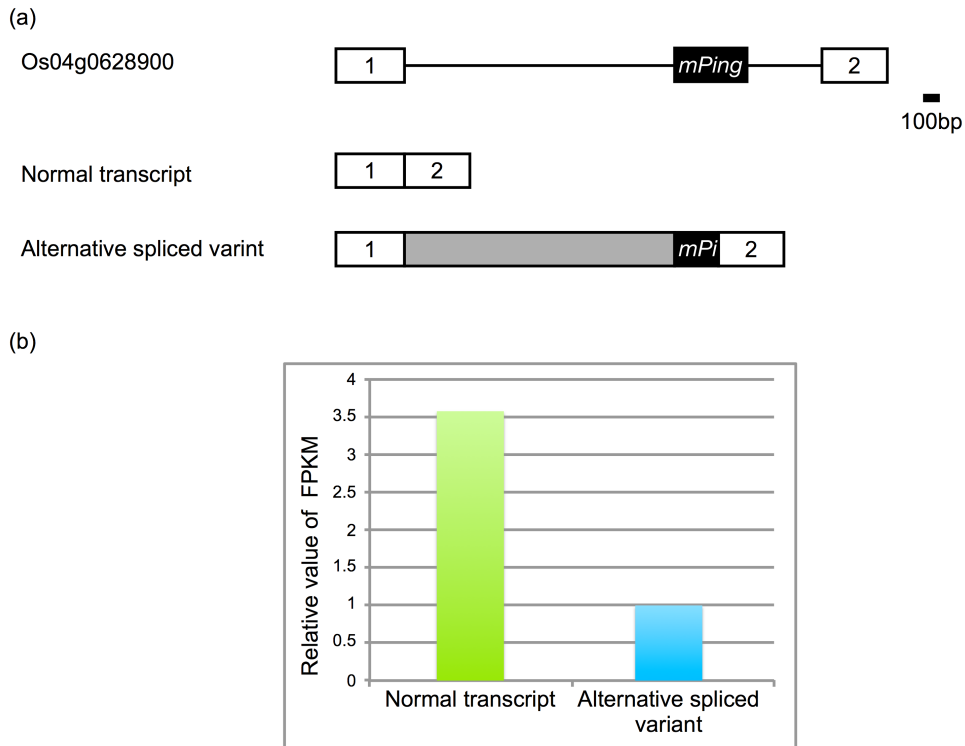 (a)
Os04g0628900
1
mPing
2
100bp
Normal transcript
1
2
Alternative spliced varint
1
mPi
2
(b)
Relative value of FPKM
4
3.5
3
2.5
2
1.5
1
0.5
0
Normal transcript
Alternative spliced
variant